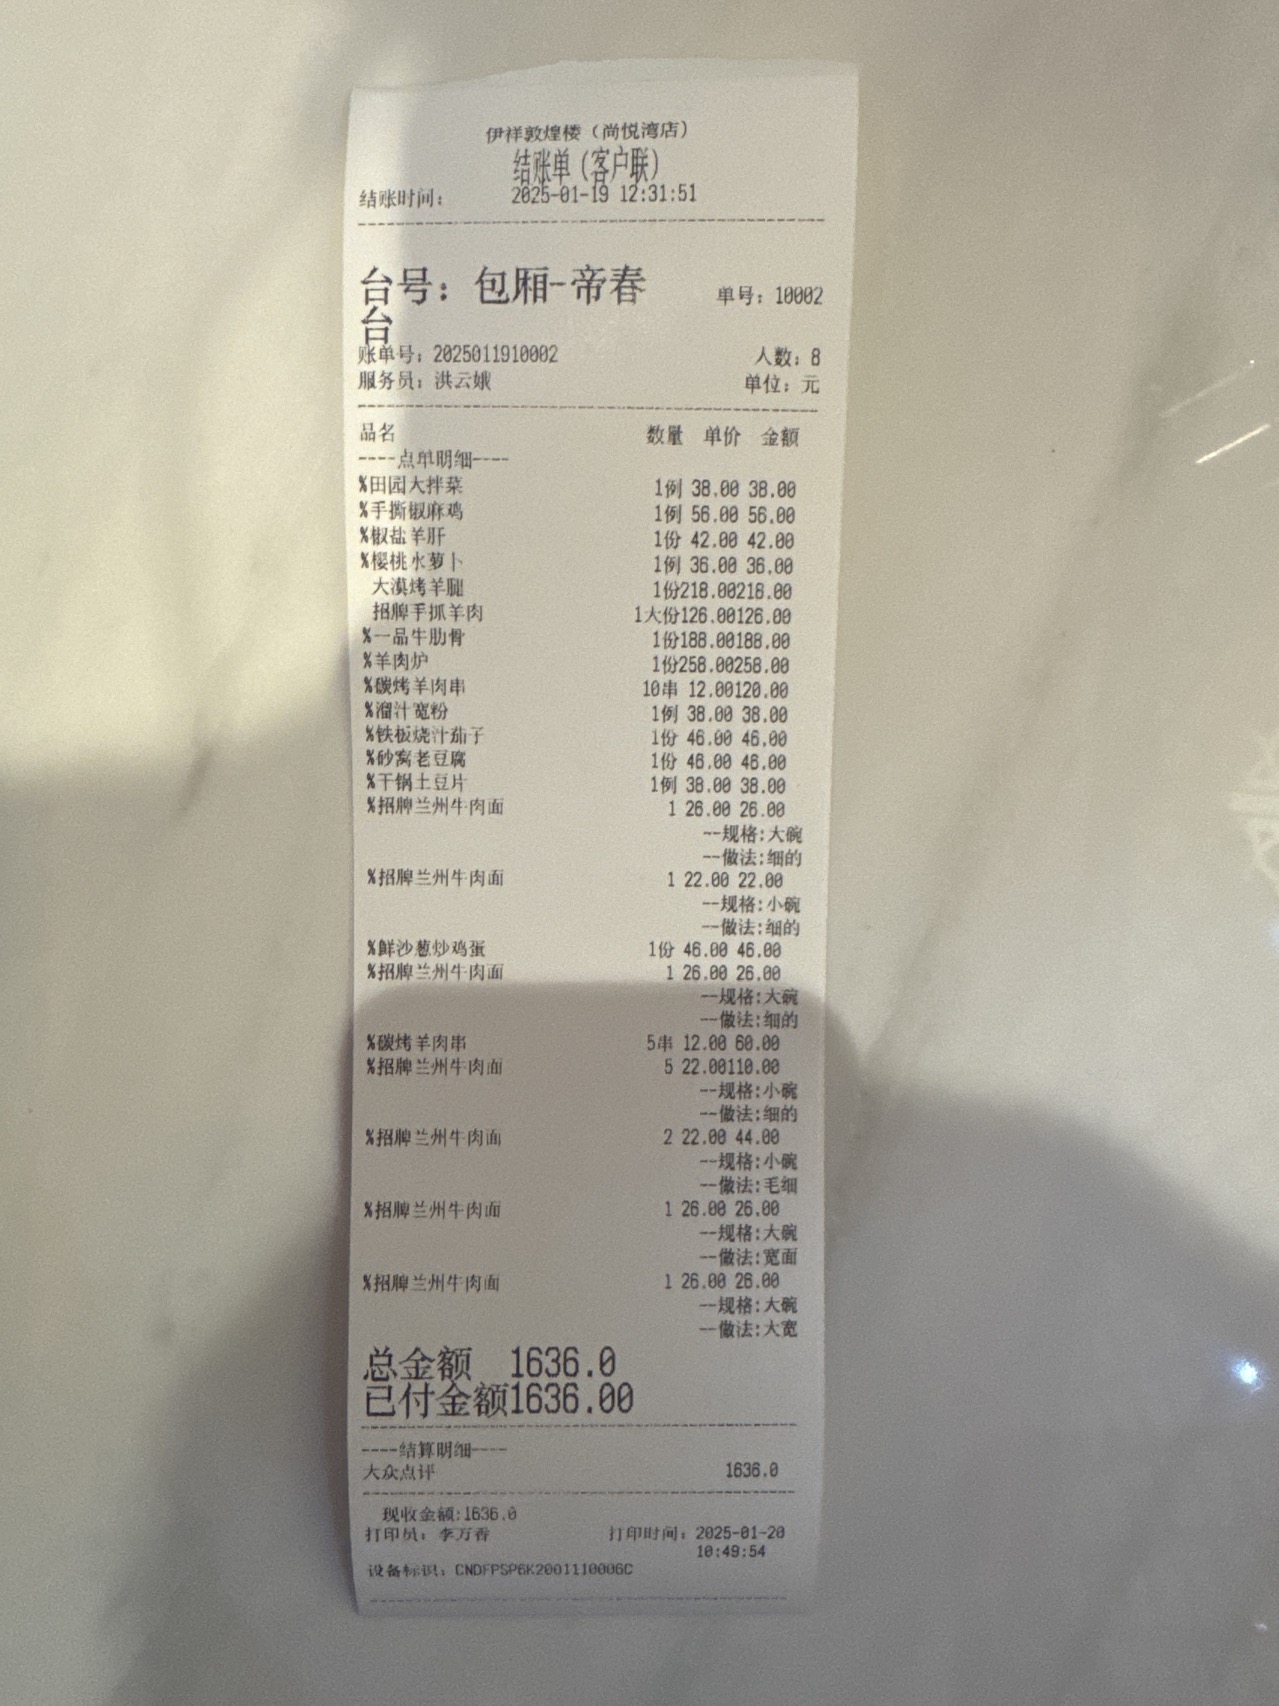 伊祥敦煌楼（尚悦湾店）
结账单（客户联）
结账时间： 2025-01-19 12:31:51
台号：包厢-帝春 单号：10002
台
账单号：2025011910002 人数：8
服务员：洪云娥 单位：元
品名 数量 单价 金额
----点单明细----
%田园大拌菜 1例 38.00 38.00
%手撕椒麻鸡 1例 56.00 56.00
%椒盐羊肝 1份 42.00 42.00
%樱桃水萝卜 1例 36.00 36.00
大漠烤羊腿 1份218.00218.00
招牌手抓羊肉 1大份126.00126.00
%一品牛肋骨 1份188.00188.00
%羊肉炉 1份258.00258.00
%碳烤羊肉串 10串 12.00120.00
%溜汁宽粉 1例 38.00 38.00
%铁板烧汁茄子 1份 46.00 46.00
%砂窝老豆腐 1份 46.00 46.00
%干锅土豆片 1例 38.00 38.00
%招牌兰州牛肉面 1 26.00 26.00
--规格:大碗
--做法:细的
%招牌兰州牛肉面 1 22.00 22.00
--规格:小碗
--做法:细的
%鲜沙葱炒鸡蛋 1份 46.00 46.00
%招牌兰州牛肉面 1 26.00 26.00
--规格:大碗
--做法:细的
%碳烤羊肉串 5串 12.00 60.00
%招牌兰州牛肉面 5 22.00110.00
--规格:小碗
--做法:细的
%招牌兰州牛肉面 2 22.00 44.00
--规格:小碗
--做法:毛细
%招牌兰州牛肉面 1 26.00 26.00
--规格:大碗
--做法:宽面
%招牌兰州牛肉面 1 26.00 26.00
--规格:大碗
--做法:大宽
总金额 1636.0
已付金额1636.00
----结算明细----
大众点评 1636.0
现收金额:1636.0
打印员：李万香 打印时间：2025-01-20
10:49:54
设备标识：CNDFPSP6K2001110006C